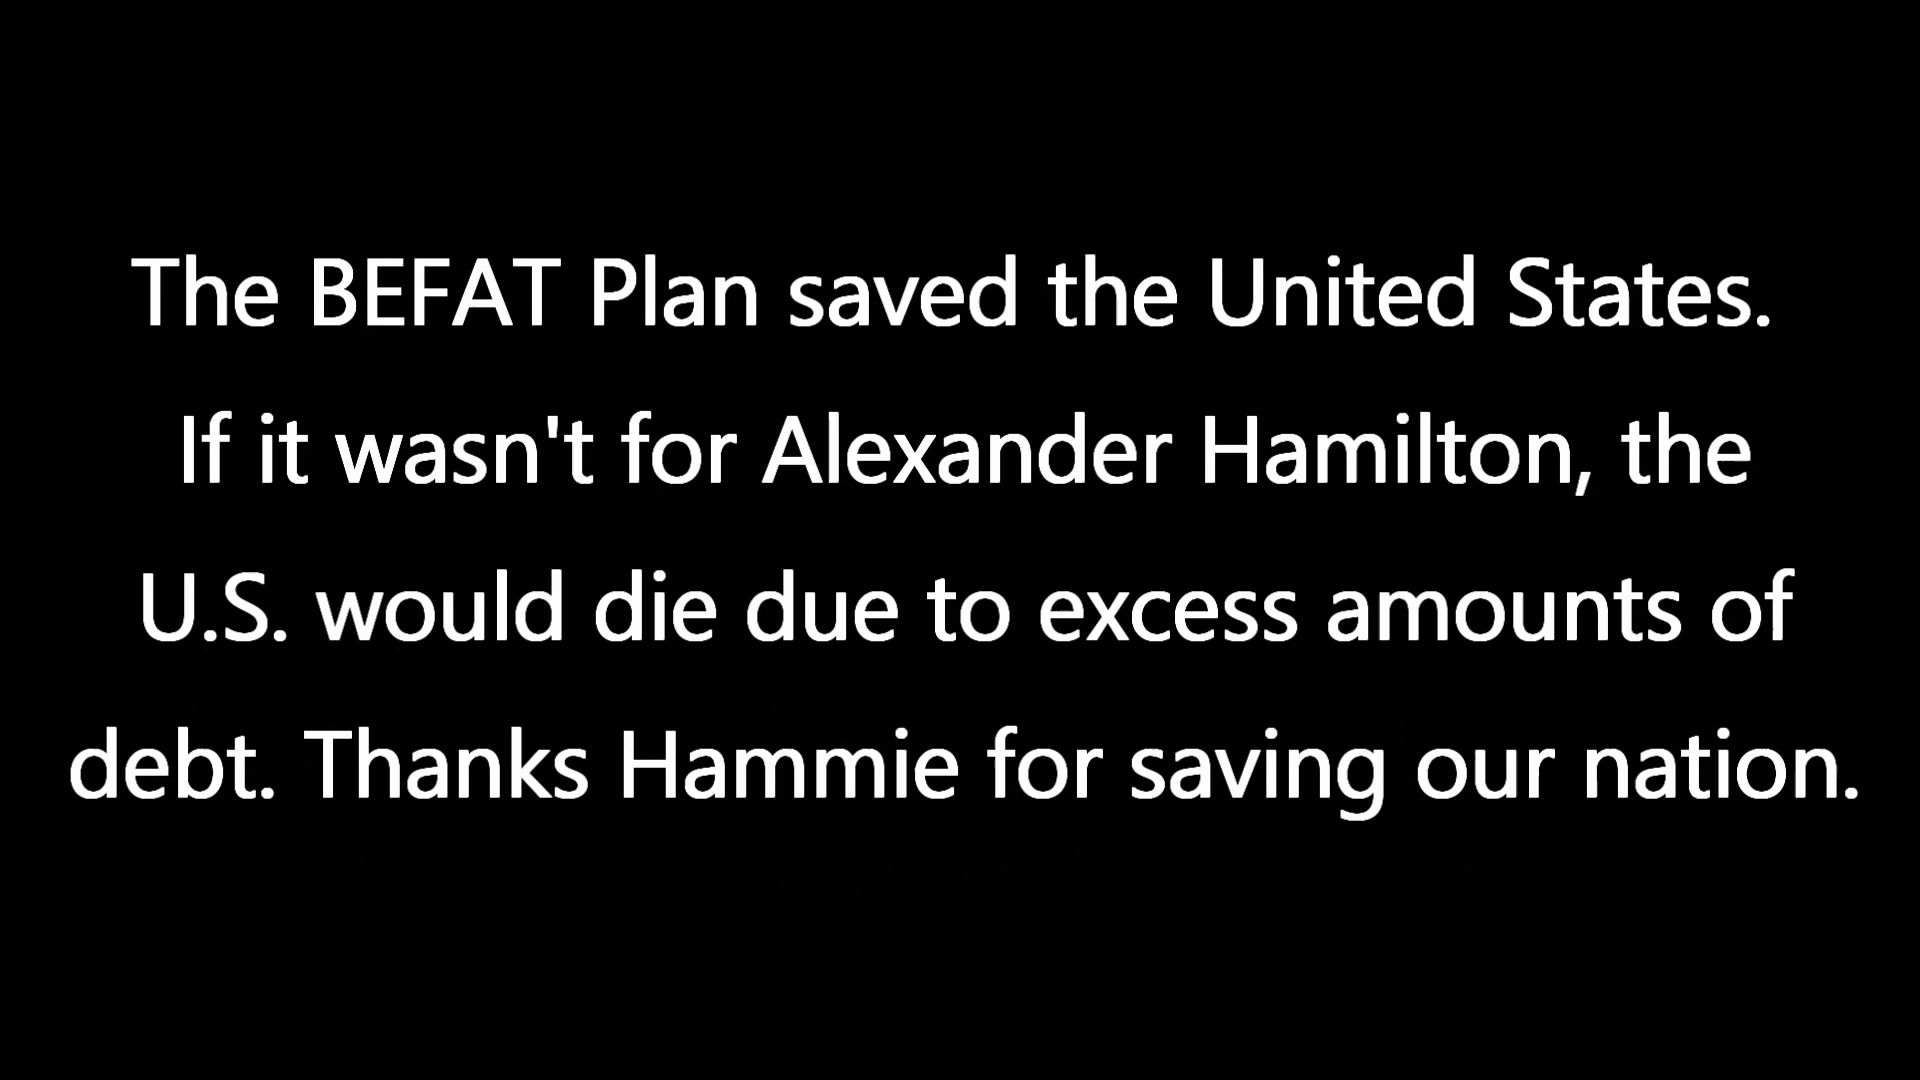 The BEFAT Plan saved the United States.
If it wasn't for Alexander Hamilton, the
U.S. would die due to excess amounts of
debt. Thanks Hammie for saving our nation.